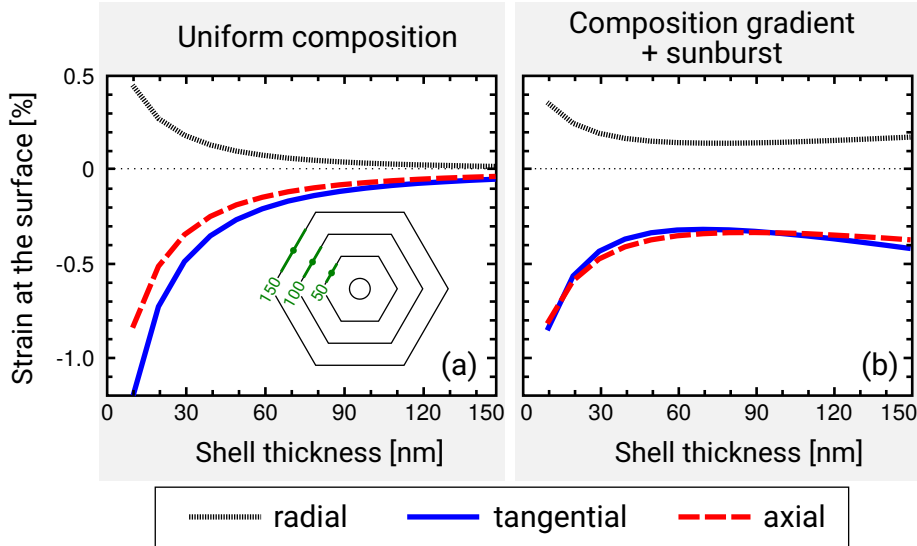 Uniform composition
Composition gradient
+ sunburst
Strain at the surface [%]
0.5
0
-0.5
-1.0
150
100
50
(a)
(b)
0 30 60 90 120 150
0 30 60 90 120 150
Shell thickness [nm]
Shell thickness [nm]
radial tangential axial